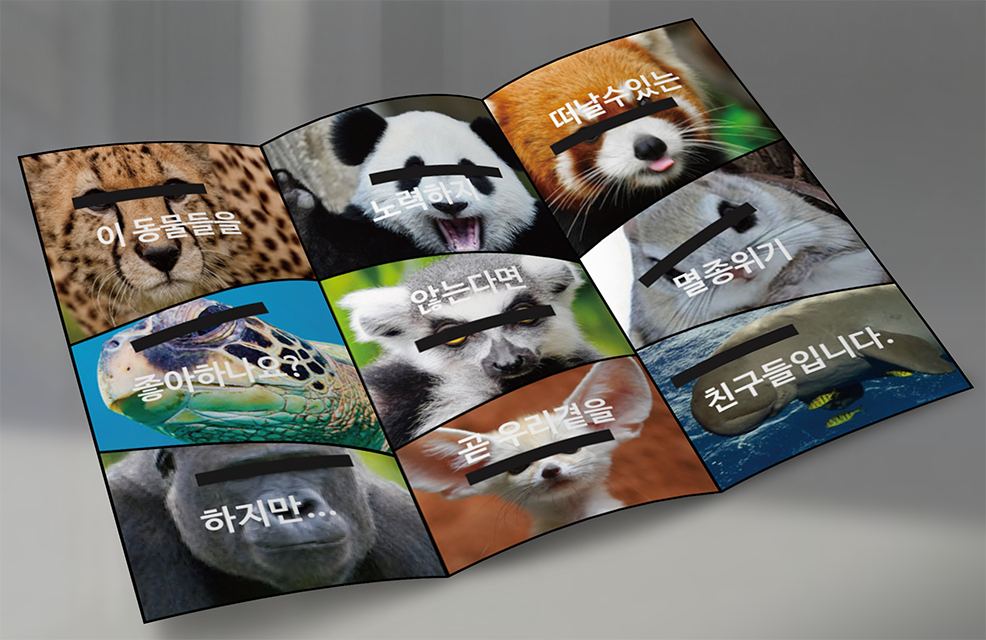 이 동물들을
좋아하나요?
하지만...
노력하지
않는다면
곧 우리곁을
떠날수있는
멸종위기
친구들입니다.